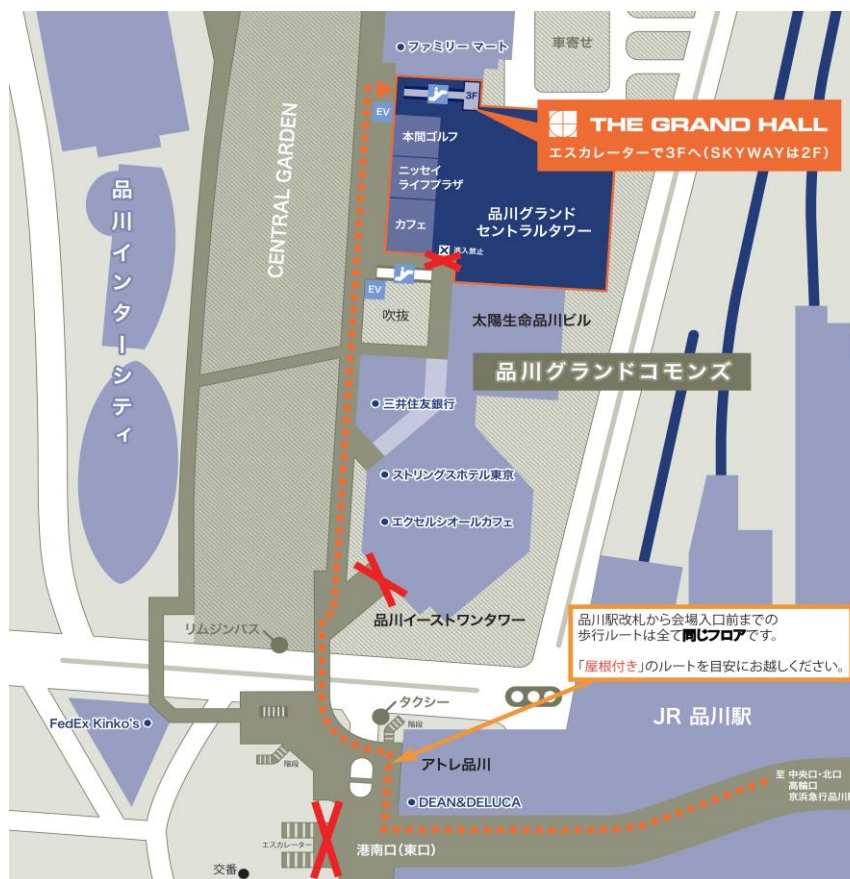 ファミリー マート
車寄せ
3F
EV
THE GRAND HALL
エスカレーターで3Fへ(SKYWAYは2F)
本間ゴルフ
ニッセイ
ライフプラザ
カフェ
品川グランド
セントラルタワー
進入禁止
CENTRAL GARDEN
品川インターシティ
EV
吹抜
太陽生命品川ビル
品川グランドコモンズ
三井住友銀行
ストリングスホテル東京
エクセルシオールカフェ
品川イーストワンタワー
品川駅改札から会場入口前までの
歩行ルートは全て同じフロアです。
「屋根付き」のルートを目安にお越しください。
リムジンバス
タクシー
階段
FedEx Kinko's
階段
アトレ品川
JR 品川駅
DEAN&DELUCA
至 中央口・北口
高輪口
京浜急行品川
エスカレーター
港南口(東口)
交番